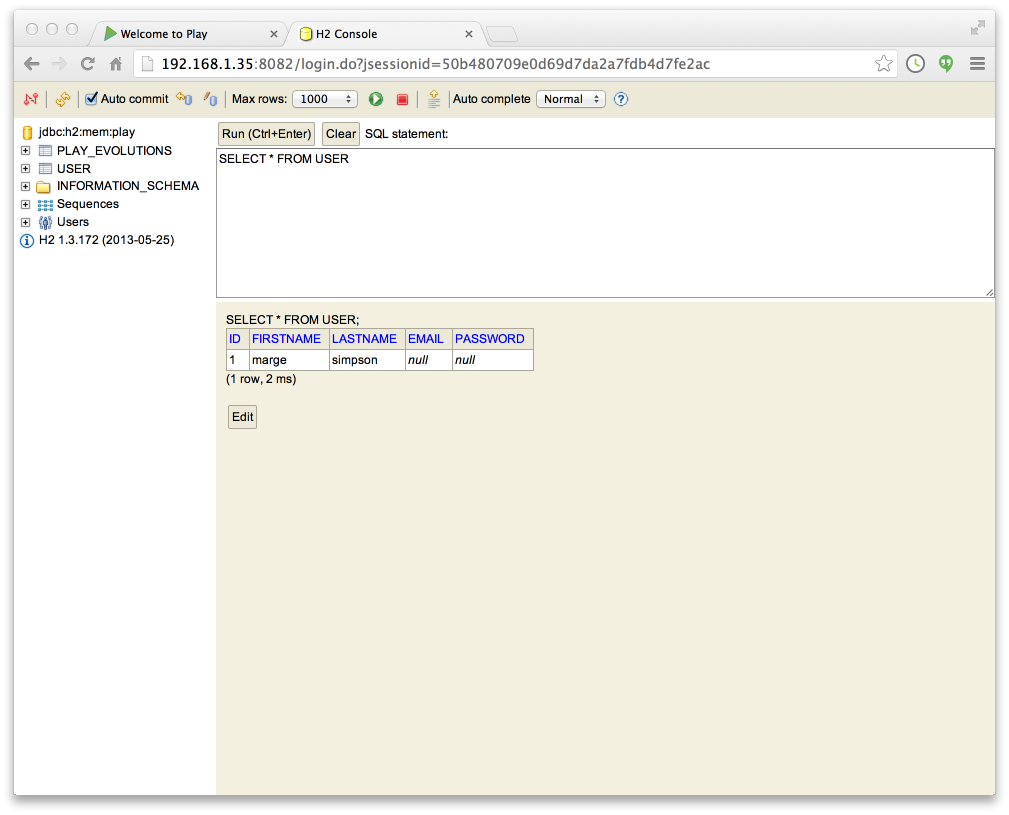 Welcome to Play
H2 Console
192.168.1.35:8082/login.do?jsessionid=50b480709e0d69d7da2a7fdb4d7fe2ac
Auto commit Max rows: 1000 Auto complete Normal ?
jdbc:h2:mem:play
PLAY_EVOLUTIONS
USER
INFORMATION_SCHEMA
Sequences
Users
H2 1.3.172 (2013-05-25)
Run (Ctrl+Enter) Clear SQL statement:
SELECT * FROM USER
SELECT * FROM USER;
ID FIRSTNAME LASTNAME EMAIL PASSWORD
1 marge simpson null null
(1 row, 2 ms)
Edit